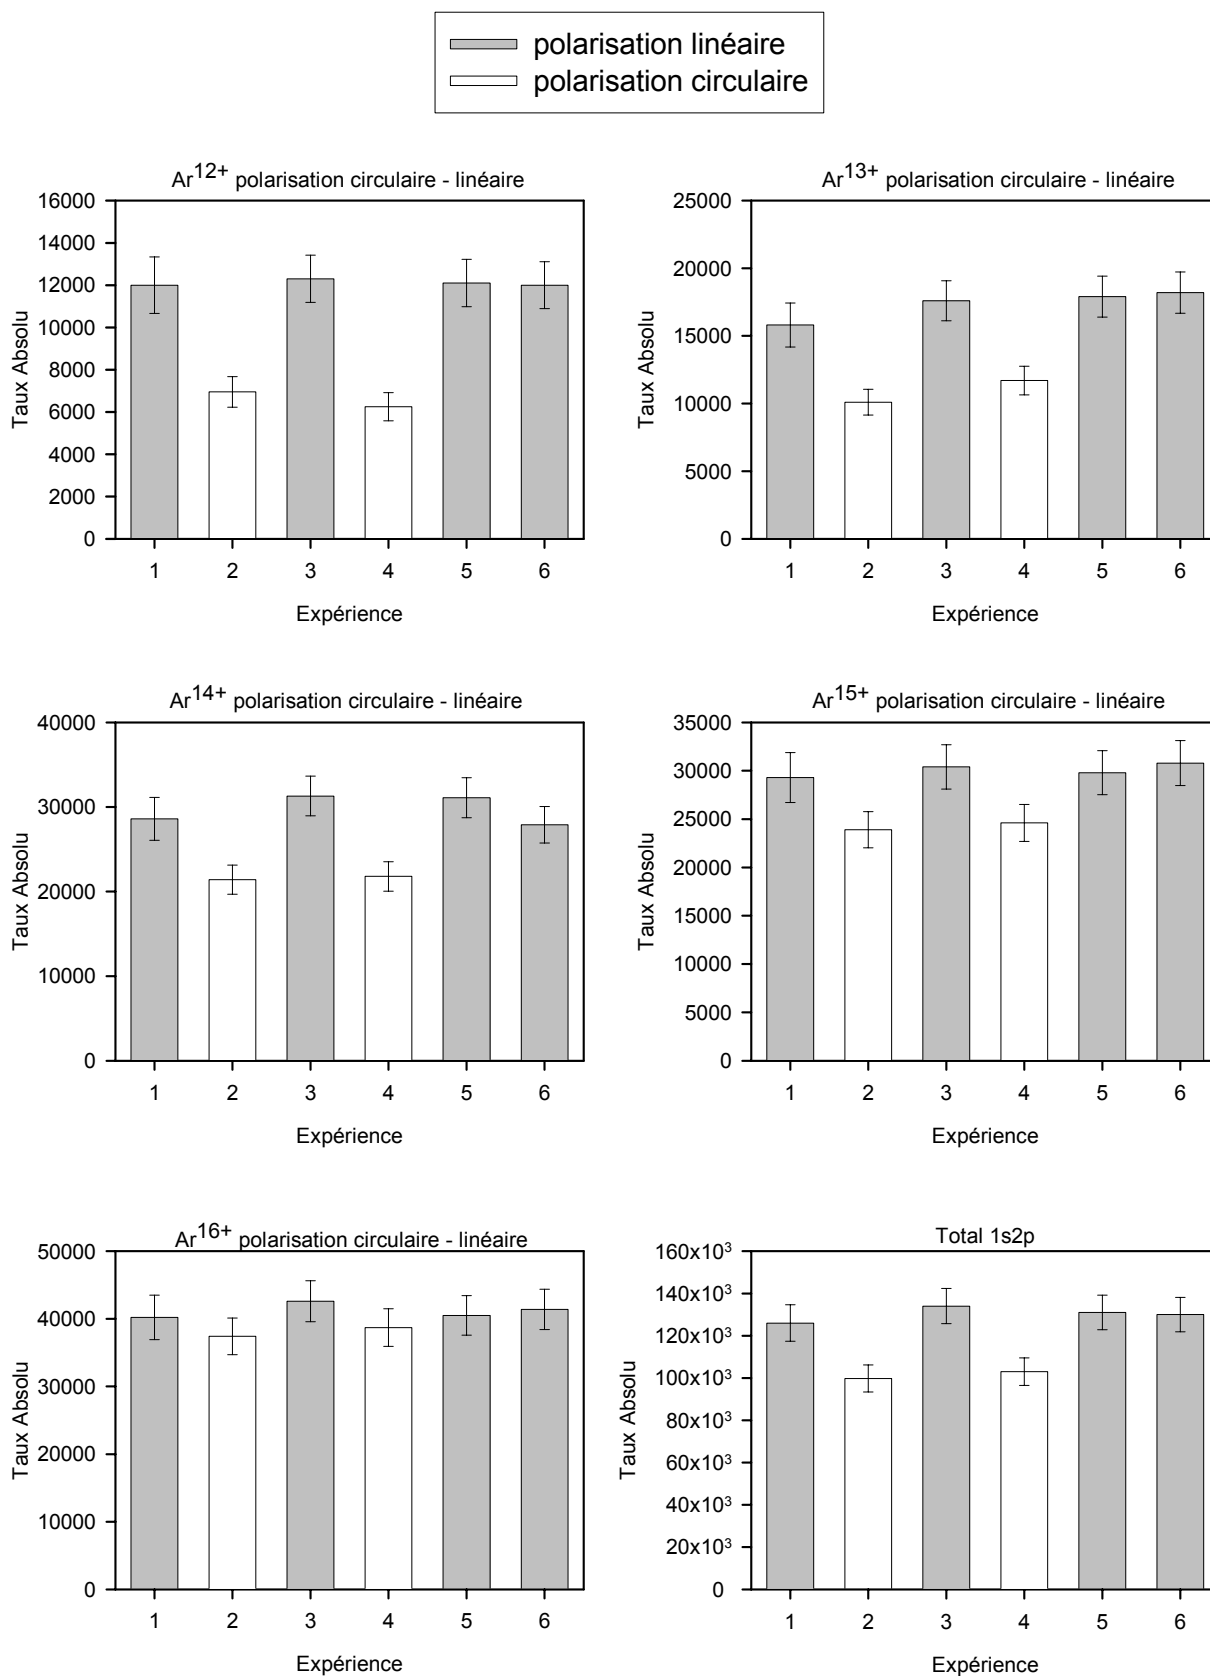 polarisation linéaire
polarisation circulaire
Ar12+ polarisation circulaire - linéaire
16000
14000
12000
10000
8000
6000
4000
2000
0
Taux Absolu
1 2 3 4 5 6
Expérience
Ar13+ polarisation circulaire - linéaire
25000
20000
15000
10000
5000
0
Taux Absolu
1 2 3 4 5 6
Expérience
Ar14+ polarisation circulaire - linéaire
40000
30000
20000
10000
0
Taux Absolu
1 2 3 4 5 6
Expérience
Ar15+ polarisation circulaire - linéaire
35000
30000
25000
20000
15000
10000
5000
0
Taux Absolu
1 2 3 4 5 6
Expérience
Ar16+ polarisation circulaire - linéaire
50000
40000
30000
20000
10000
0
Taux Absolu
1 2 3 4 5 6
Expérience
Total 1s2p
160x10³
140x10³
120x10³
100x10³
80x10³
60x10³
40x10³
20x10³
0
Taux Absolu
1 2 3 4 5 6
Expérience